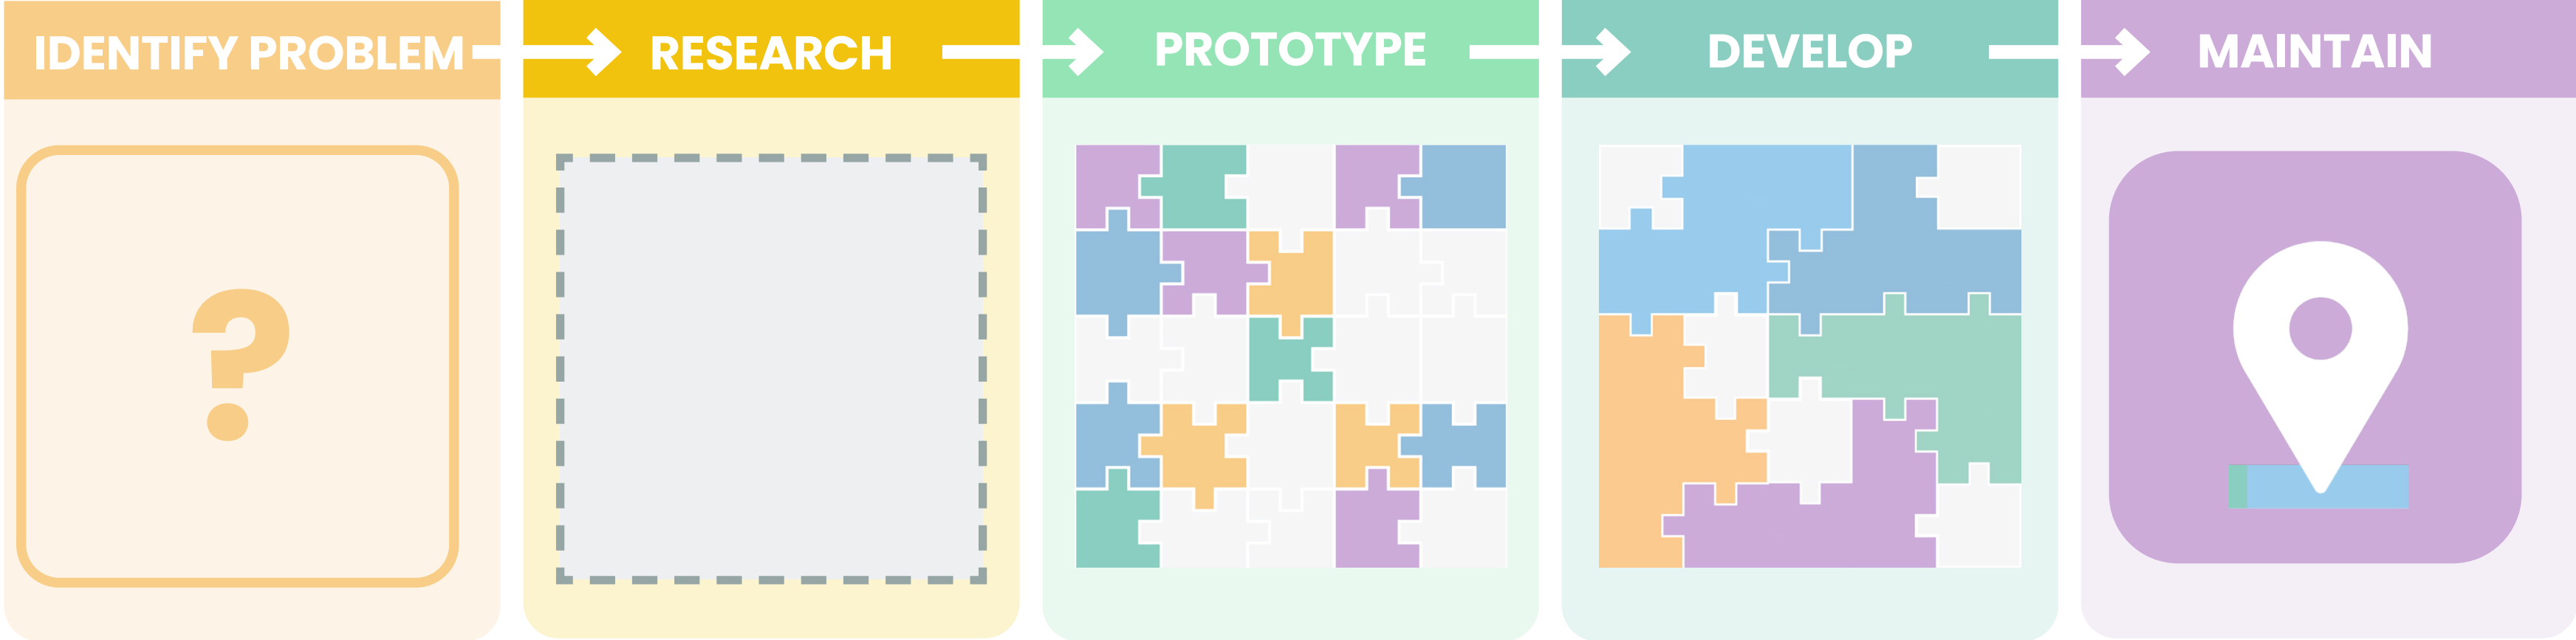 IDENTIFY PROBLEM
RESEARCH
PROTOTYPE
DEVELOP
MAINTAIN
?